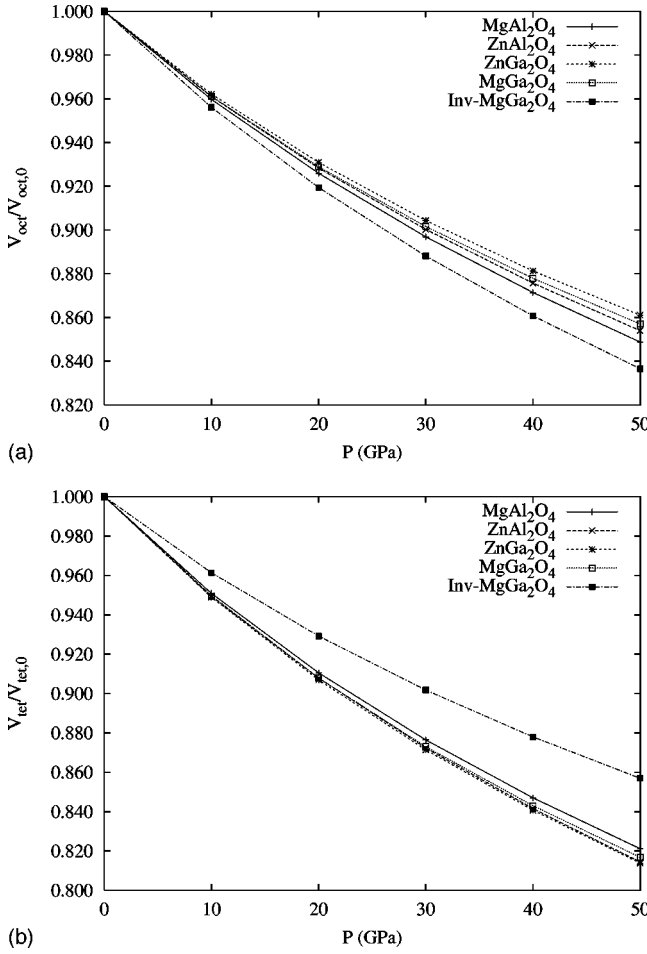 1.000
0.980
0.960
0.940
0.920
0.900
0.880
0.860
0.840
0.820
V_oct/V_oct,0
MgAl₂O₄
ZnAl₂O₄
ZnGa₂O₄
MgGa₂O₄
Inv-MgGa₂O₄
0 10 20 30 40 50
P (GPa)
(a)
1.000
0.980
0.960
0.940
0.920
0.900
0.880
0.860
0.840
0.820
0.800
V_tet/V_tet,0
MgAl₂O₄
ZnAl₂O₄
ZnGa₂O₄
MgGa₂O₄
Inv-MgGa₂O₄
0 10 20 30 40 50
P (GPa)
(b)